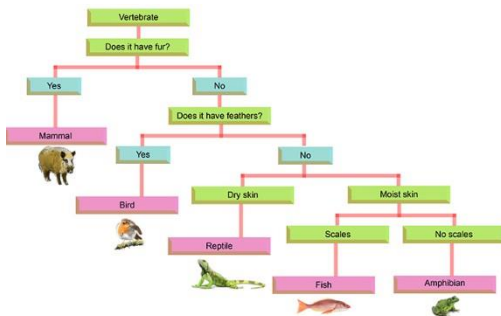 Vertebrate
Does it have fur?
Yes
No
Does it have feathers?
Mammal
Yes
No
Dry skin
Moist skin
Bird
Scales
No scales
Reptile
Fish
Amphibian